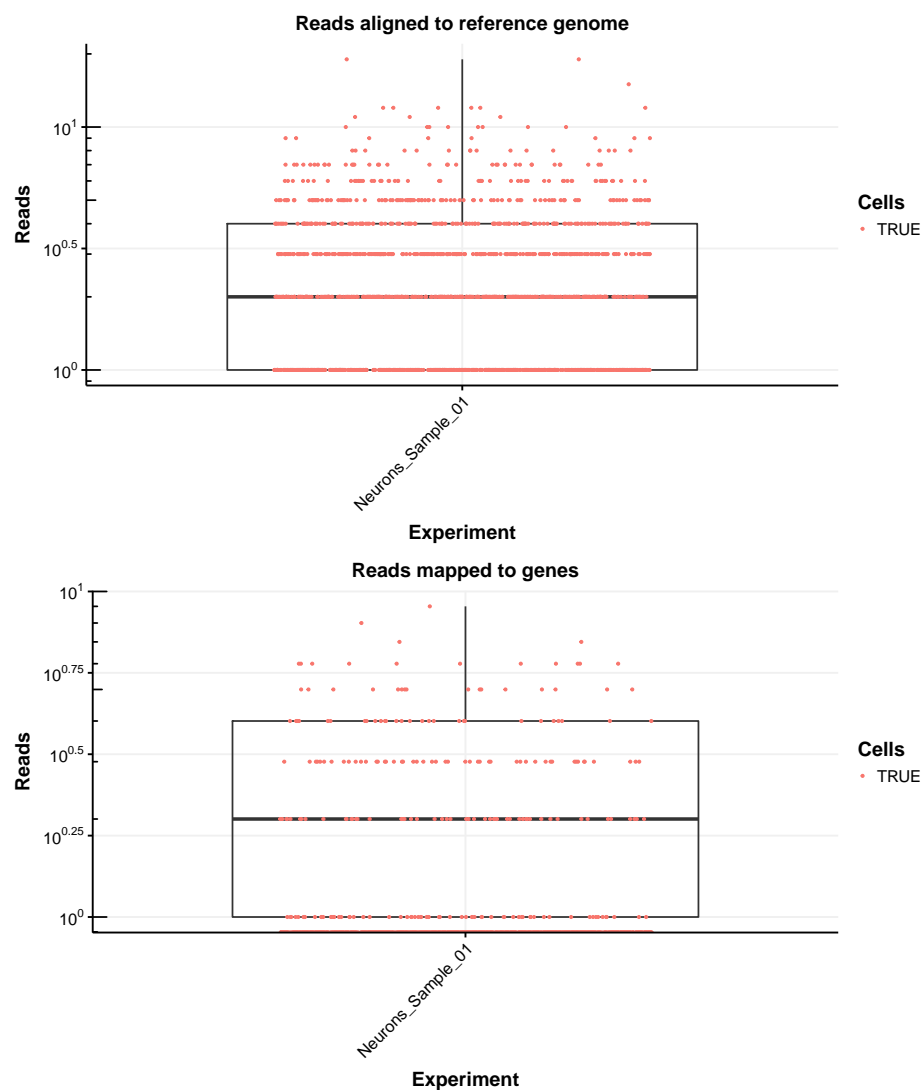 Reads aligned to reference genome
Reads
10^1
10^0.5
10^0
Cells
TRUE
Neurons_Sample_01
Experiment
Reads mapped to genes
Reads
10^1
10^0.75
10^0.5
10^0.25
10^0
Cells
TRUE
Neurons_Sample_01
Experiment